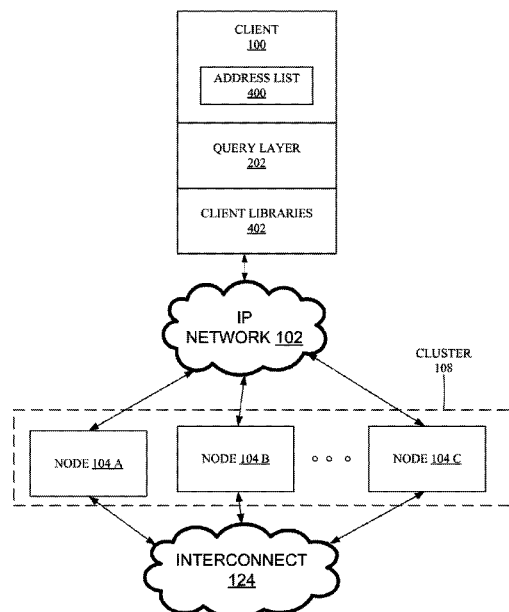 CLIENT
100
ADDRESS LIST
400
QUERY LAYER
202
CLIENT LIBRARIES
402
IP
NETWORK 102
CLUSTER
108
NODE 104 A
NODE 104 B
NODE 104 C
INTERCONNECT
124